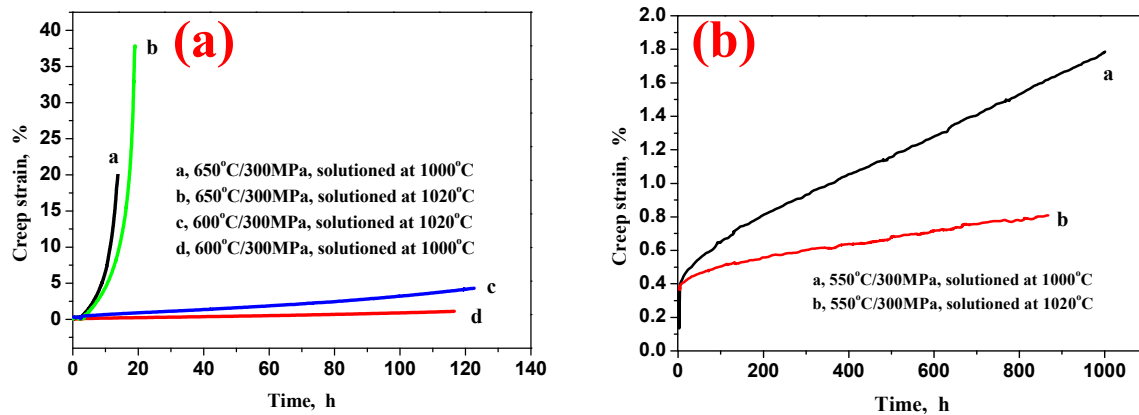 (a)
40
35
30
25
20
15
10
5
0
Creep strain, %
b
a
a, 650°C/300MPa, solutioned at 1000°C
b, 650°C/300MPa, solutioned at 1020°C
c, 600°C/300MPa, solutioned at 1020°C
d, 600°C/300MPa, solutioned at 1000°C
c
d
0 20 40 60 80 100 120 140
Time, h
(b)
2.0
1.8
1.6
1.4
1.2
1.0
0.8
0.6
0.4
0.2
0.0
Creep strain, %
a
b
a, 550°C/300MPa, solutioned at 1000°C
b, 550°C/300MPa, solutioned at 1020°C
0 200 400 600 800 1000
Time, h